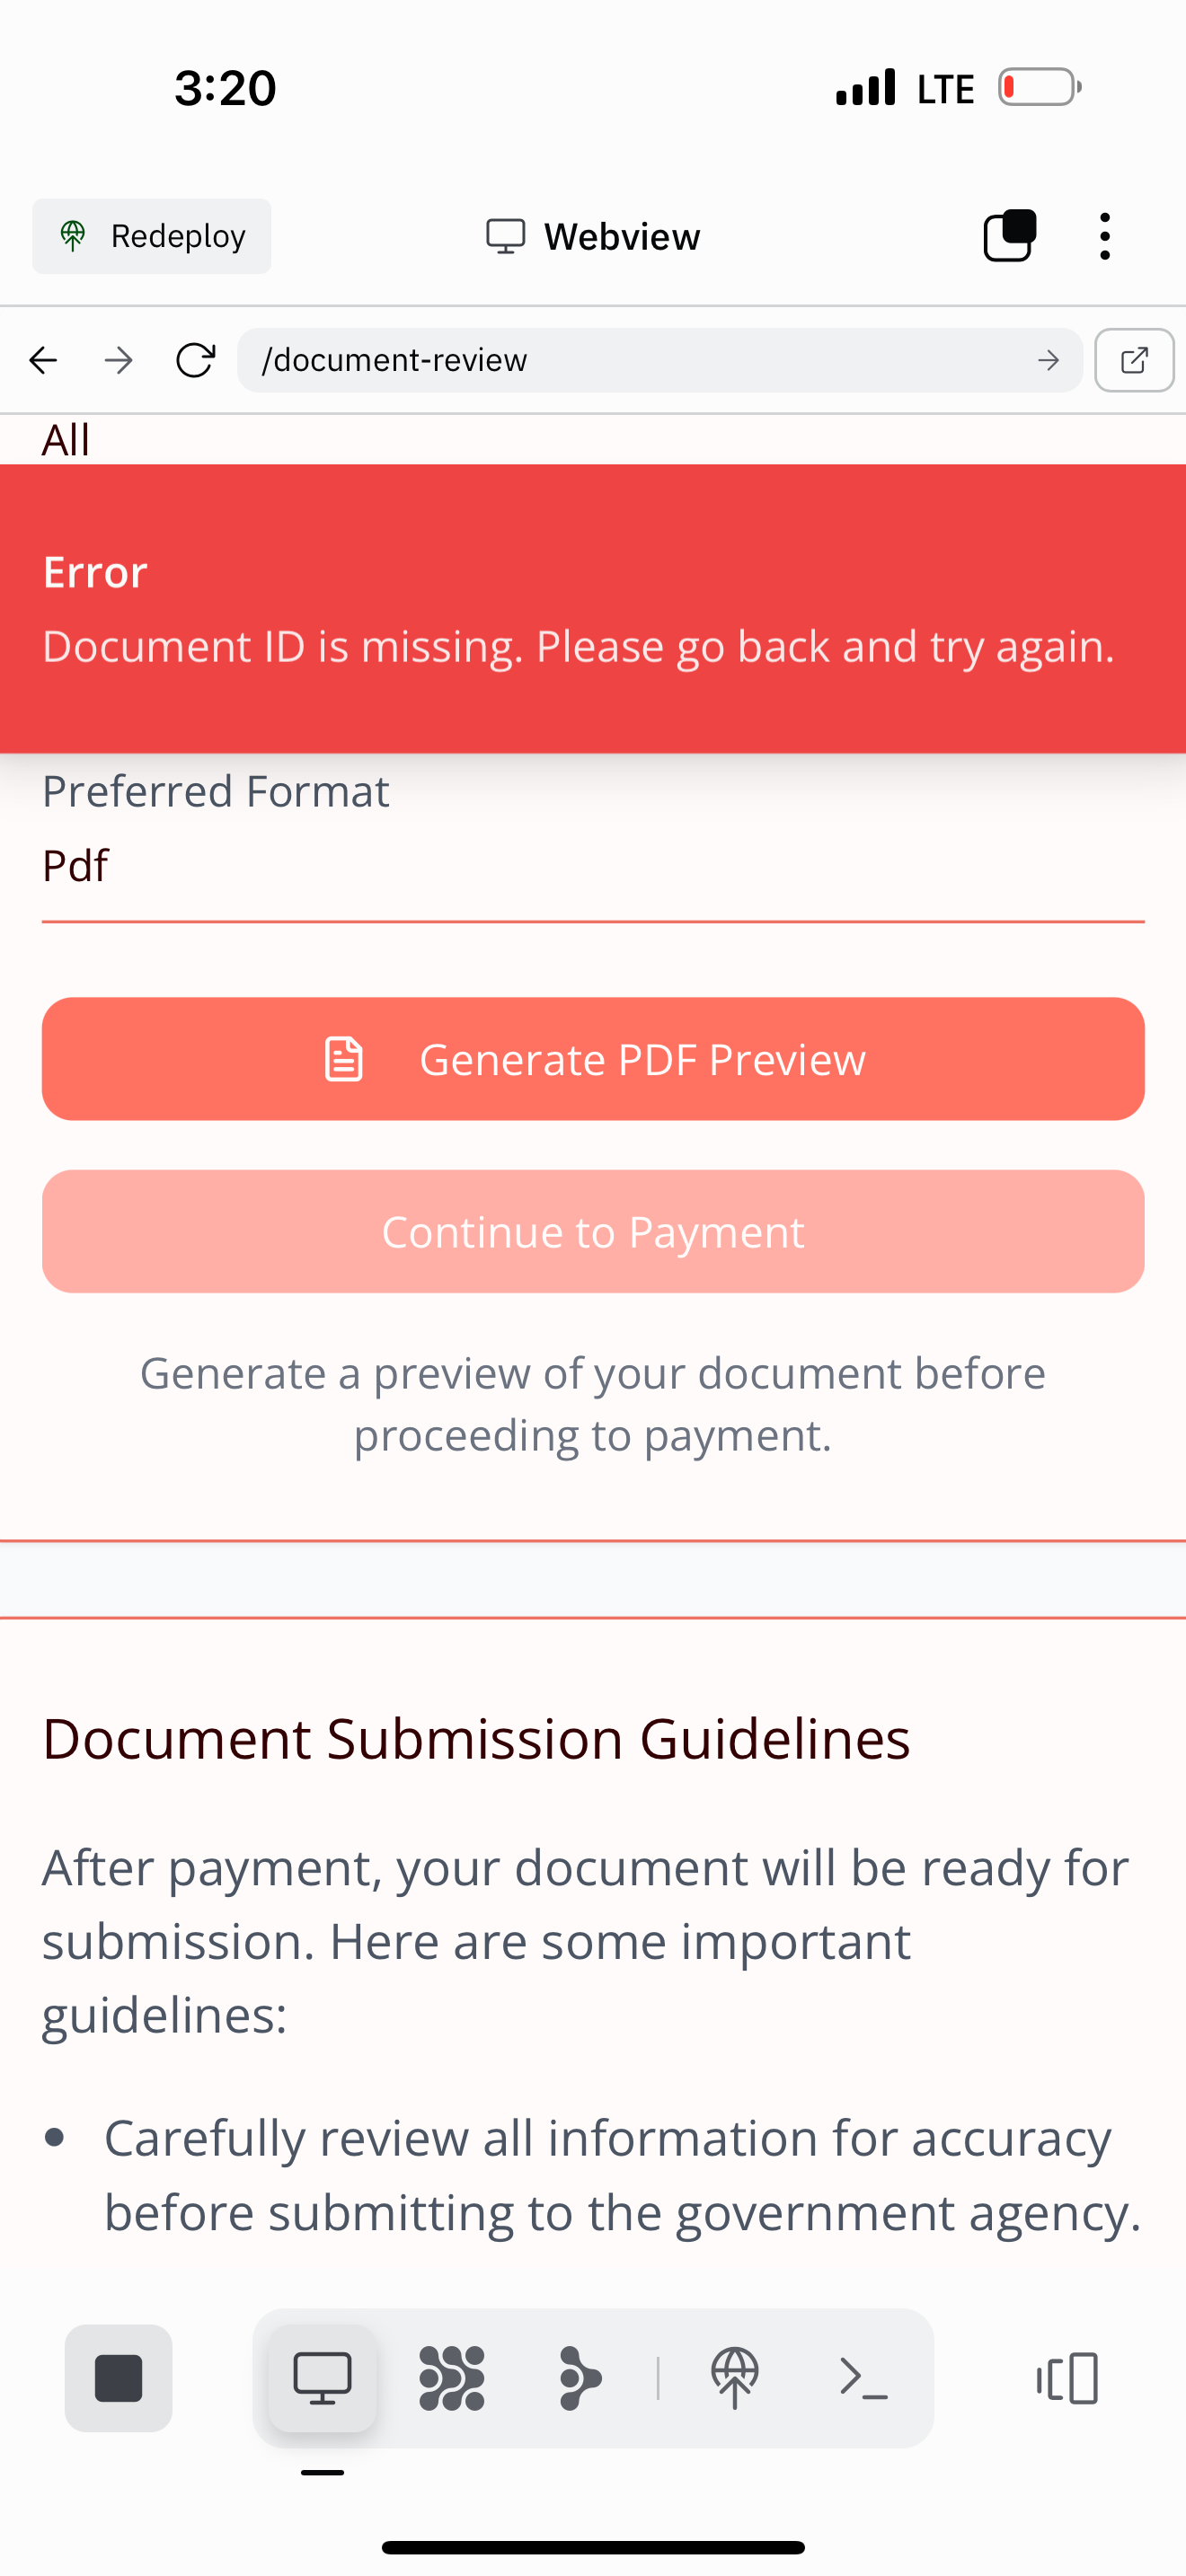 3:20
LTE
Redeploy
Webview
/document-review
All
Error
Document ID is missing. Please go back and try again.
Preferred Format
Pdf
Generate PDF Preview
Continue to Payment
Generate a preview of your document before
proceeding to payment.
Document Submission Guidelines
After payment, your document will be ready for
submission. Here are some important
guidelines:
• Carefully review all information for accuracy
before submitting to the government agency.